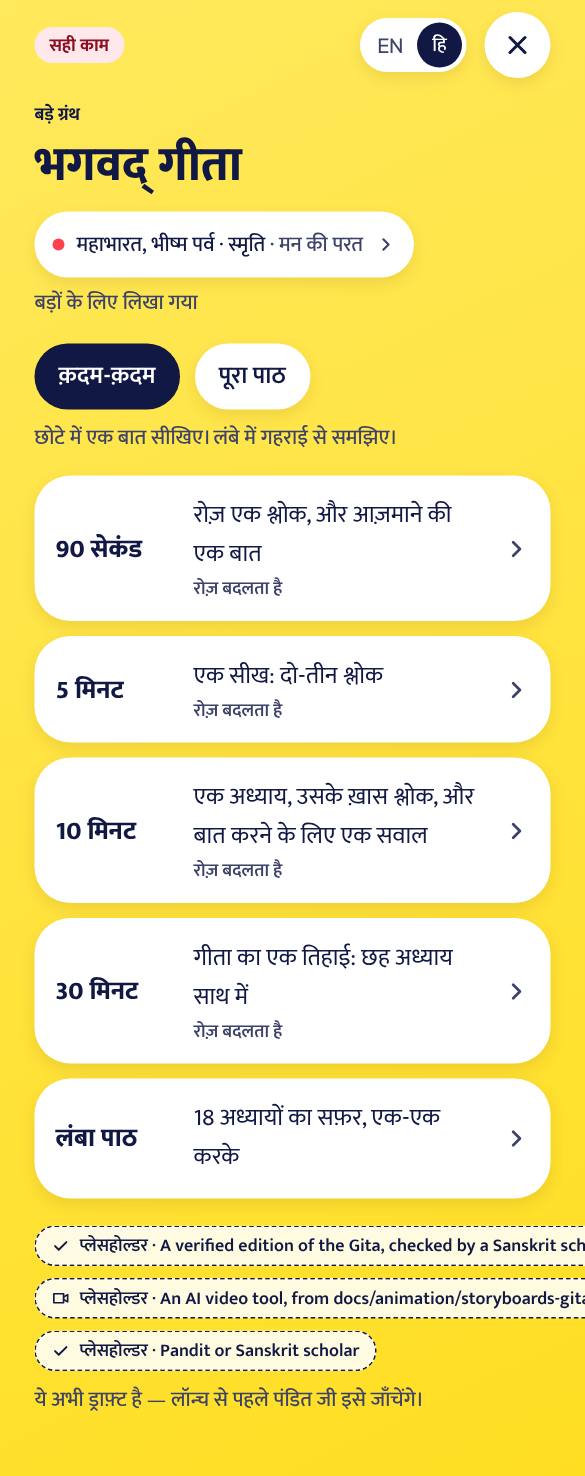 सही काम
EN हि
बड़े ग्रंथ
भगवद् गीता
महाभारत, भीष्म पर्व · स्मृति · मन की परत
बड़ों के लिए लिखा गया
क़दम-क़दम
पूरा पाठ
छोटे में एक बात सीखिए। लंबे में गहराई से समझिए।
90 सेकंड
रोज़ एक श्लोक, और आज़माने की
एक बात
रोज़ बदलता है
5 मिनट
एक सीख: दो-तीन श्लोक
रोज़ बदलता है
10 मिनट
एक अध्याय, उसके ख़ास श्लोक, और
बात करने के लिए एक सवाल
रोज़ बदलता है
30 मिनट
गीता का एक तिहाई: छह अध्याय
साथ में
रोज़ बदलता है
लंबा पाठ
18 अध्यायों का सफ़र, एक-एक
करके
प्लेसहोल्डर · A verified edition of the Gita, checked by a Sanskrit sch
प्लेसहोल्डर · An AI video tool, from docs/animation/storyboards-gita
प्लेसहोल्डर · Pandit or Sanskrit scholar
ये अभी ड्राफ़्ट है — लॉन्च से पहले पंडित जी इसे जाँचेंगे।